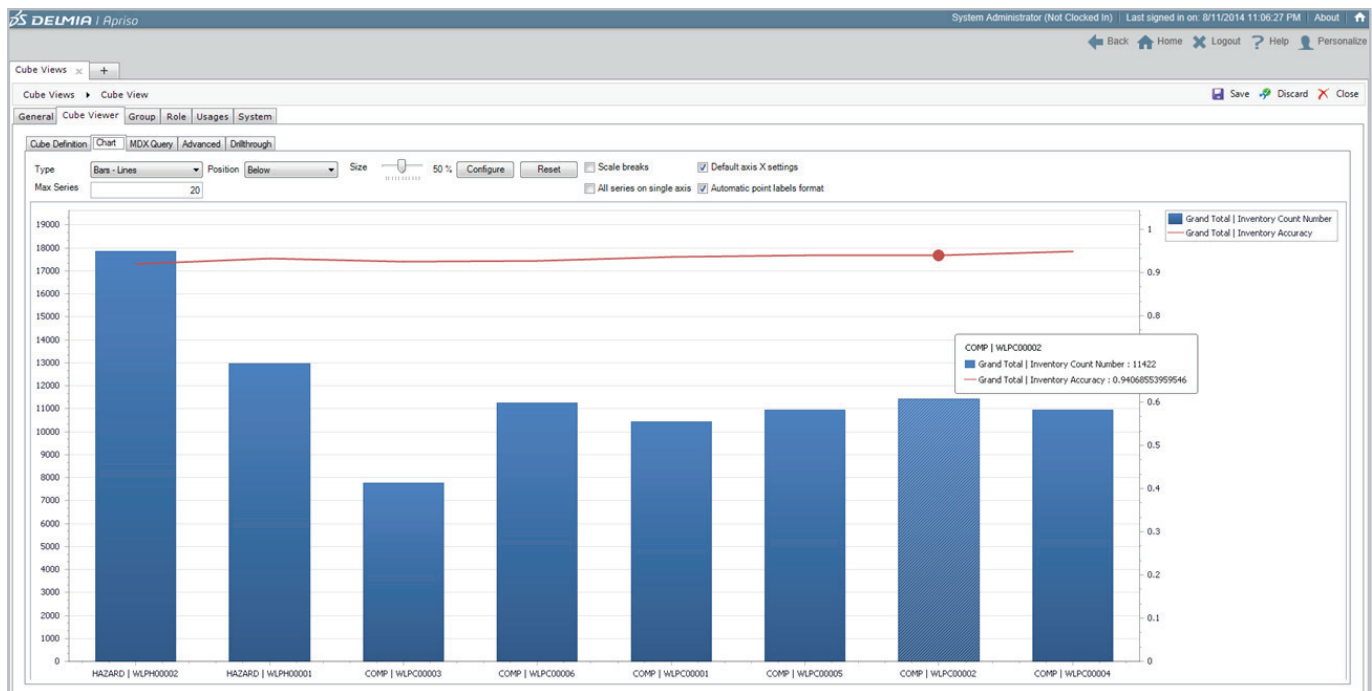 DS DELMIA | Apriso System Administrator (Not Clocked In) Last signed in on: 8/11/2014 11:06:27 PM About
Back Home Logout Help Personalize
Cube Views x +
Cube Views Cube View Save Discard Close
General Cube Viewer Group Role Usages System
Cube Definition Chart MDX Query Advanced Drillthrough
Type Bars - Lines Position Below Size 50 % Configure Reset Scale breaks Default axis X settings
Max Series 20 All series on single axis Automatic point labels format
Grand Total | Inventory Count Number
Grand Total | Inventory Accuracy
19000
18000
17000
16000
15000
14000
13000
12000
11000
10000
9000
8000
7000
6000
5000
4000
3000
2000
1000
0
1
0.9
0.8
COMP | WLPC00002
Grand Total | Inventory Count Number : 11422
Grand Total | Inventory Accuracy : 0.94068553959546
0.6
0.5
0.4
0.3
0.2
0.1
0
HAZARD | WLPH00002 HAZARD | WLPH00001 COMP | WLPC00003 COMP | WLPC00006 COMP | WLPC00001 COMP | WLPC00005 COMP | WLPC00002 COMP | WLPC00004